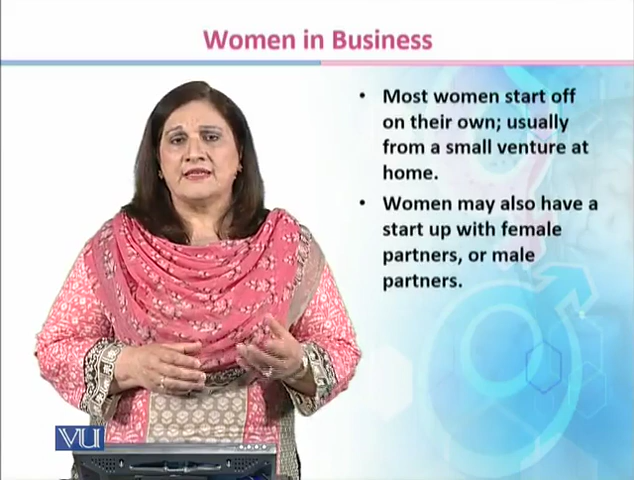 Women in Business
• Most women start off
on their own; usually
from a small venture at
home.
• Women may also have a
start up with female
partners, or male
partners.
VU